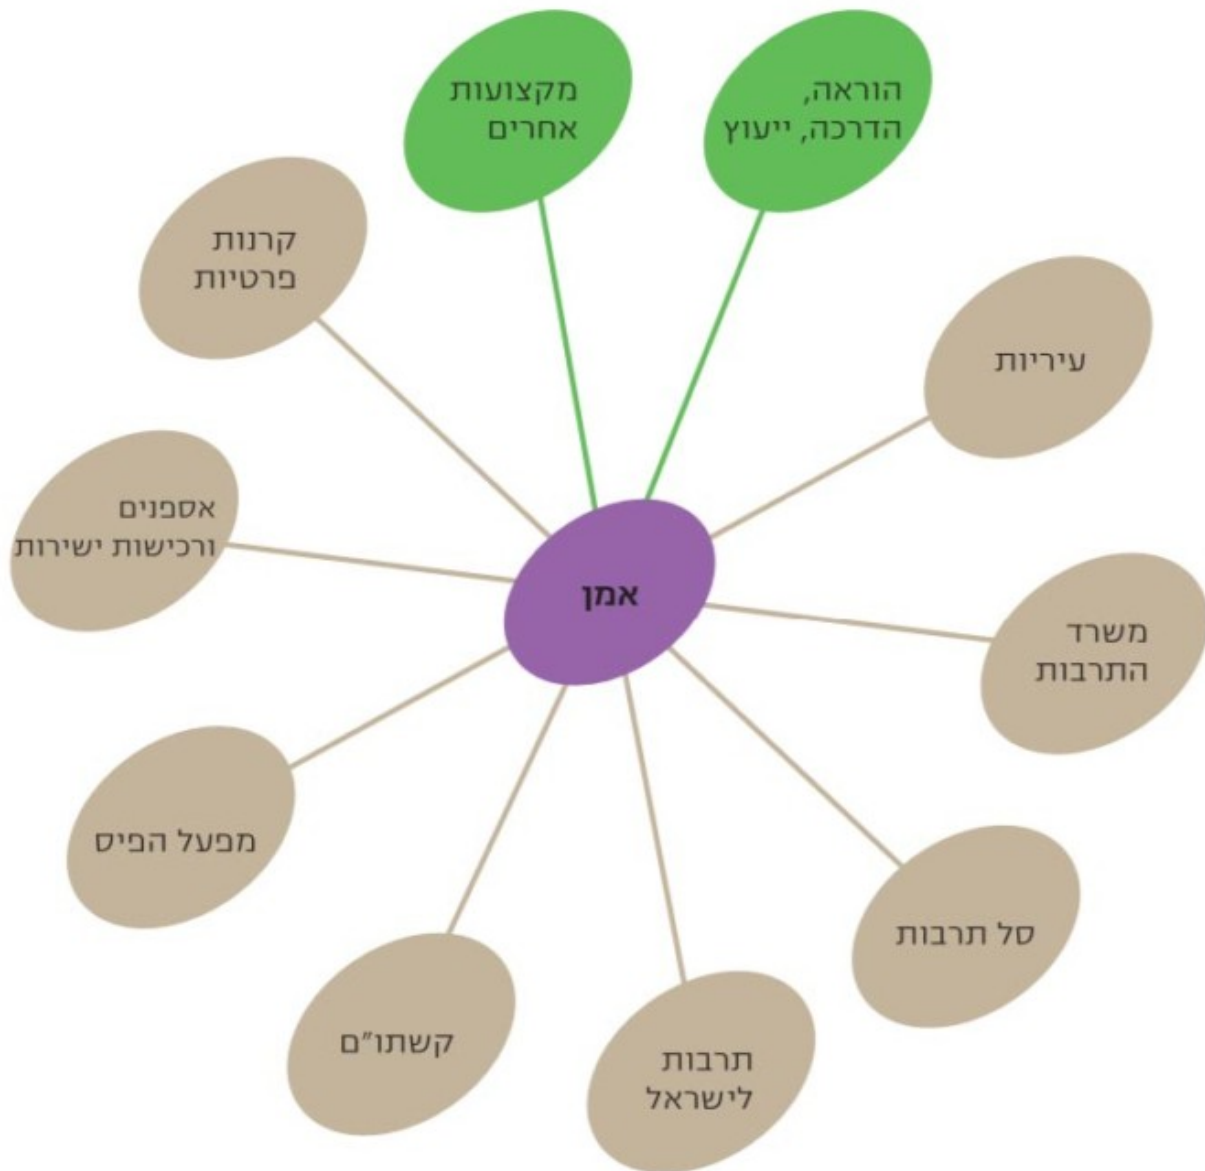 מקצועות
אחרים
הוראה,
הדרכה, ייעוץ
קרנות
פרטיות
עיריות
אספנים
ורכישות ישירות
אמן
משרד
התרבות
מפעל הפיס
סל תרבות
קשתו״ם
תרבות
לישראל